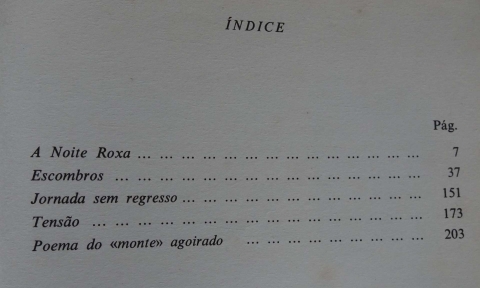 ÍNDICE
Pág.
A Noite Roxa ... ... ... ... ... ... ... ... ... ... ... ... ... ... 7
Escombros ... ... ... ... ... ... ... ... ... ... ... ... ... ... ... 37
Jornada sem regresso ... ... ... ... ... ... ... ... ... ... ... ... 151
Tensão ... ... ... ... ... ... ... ... ... ... ... ... ... ... ... ... 173
Poema do «monte» agoirado ... ... ... ... ... ... ... ... ... 203